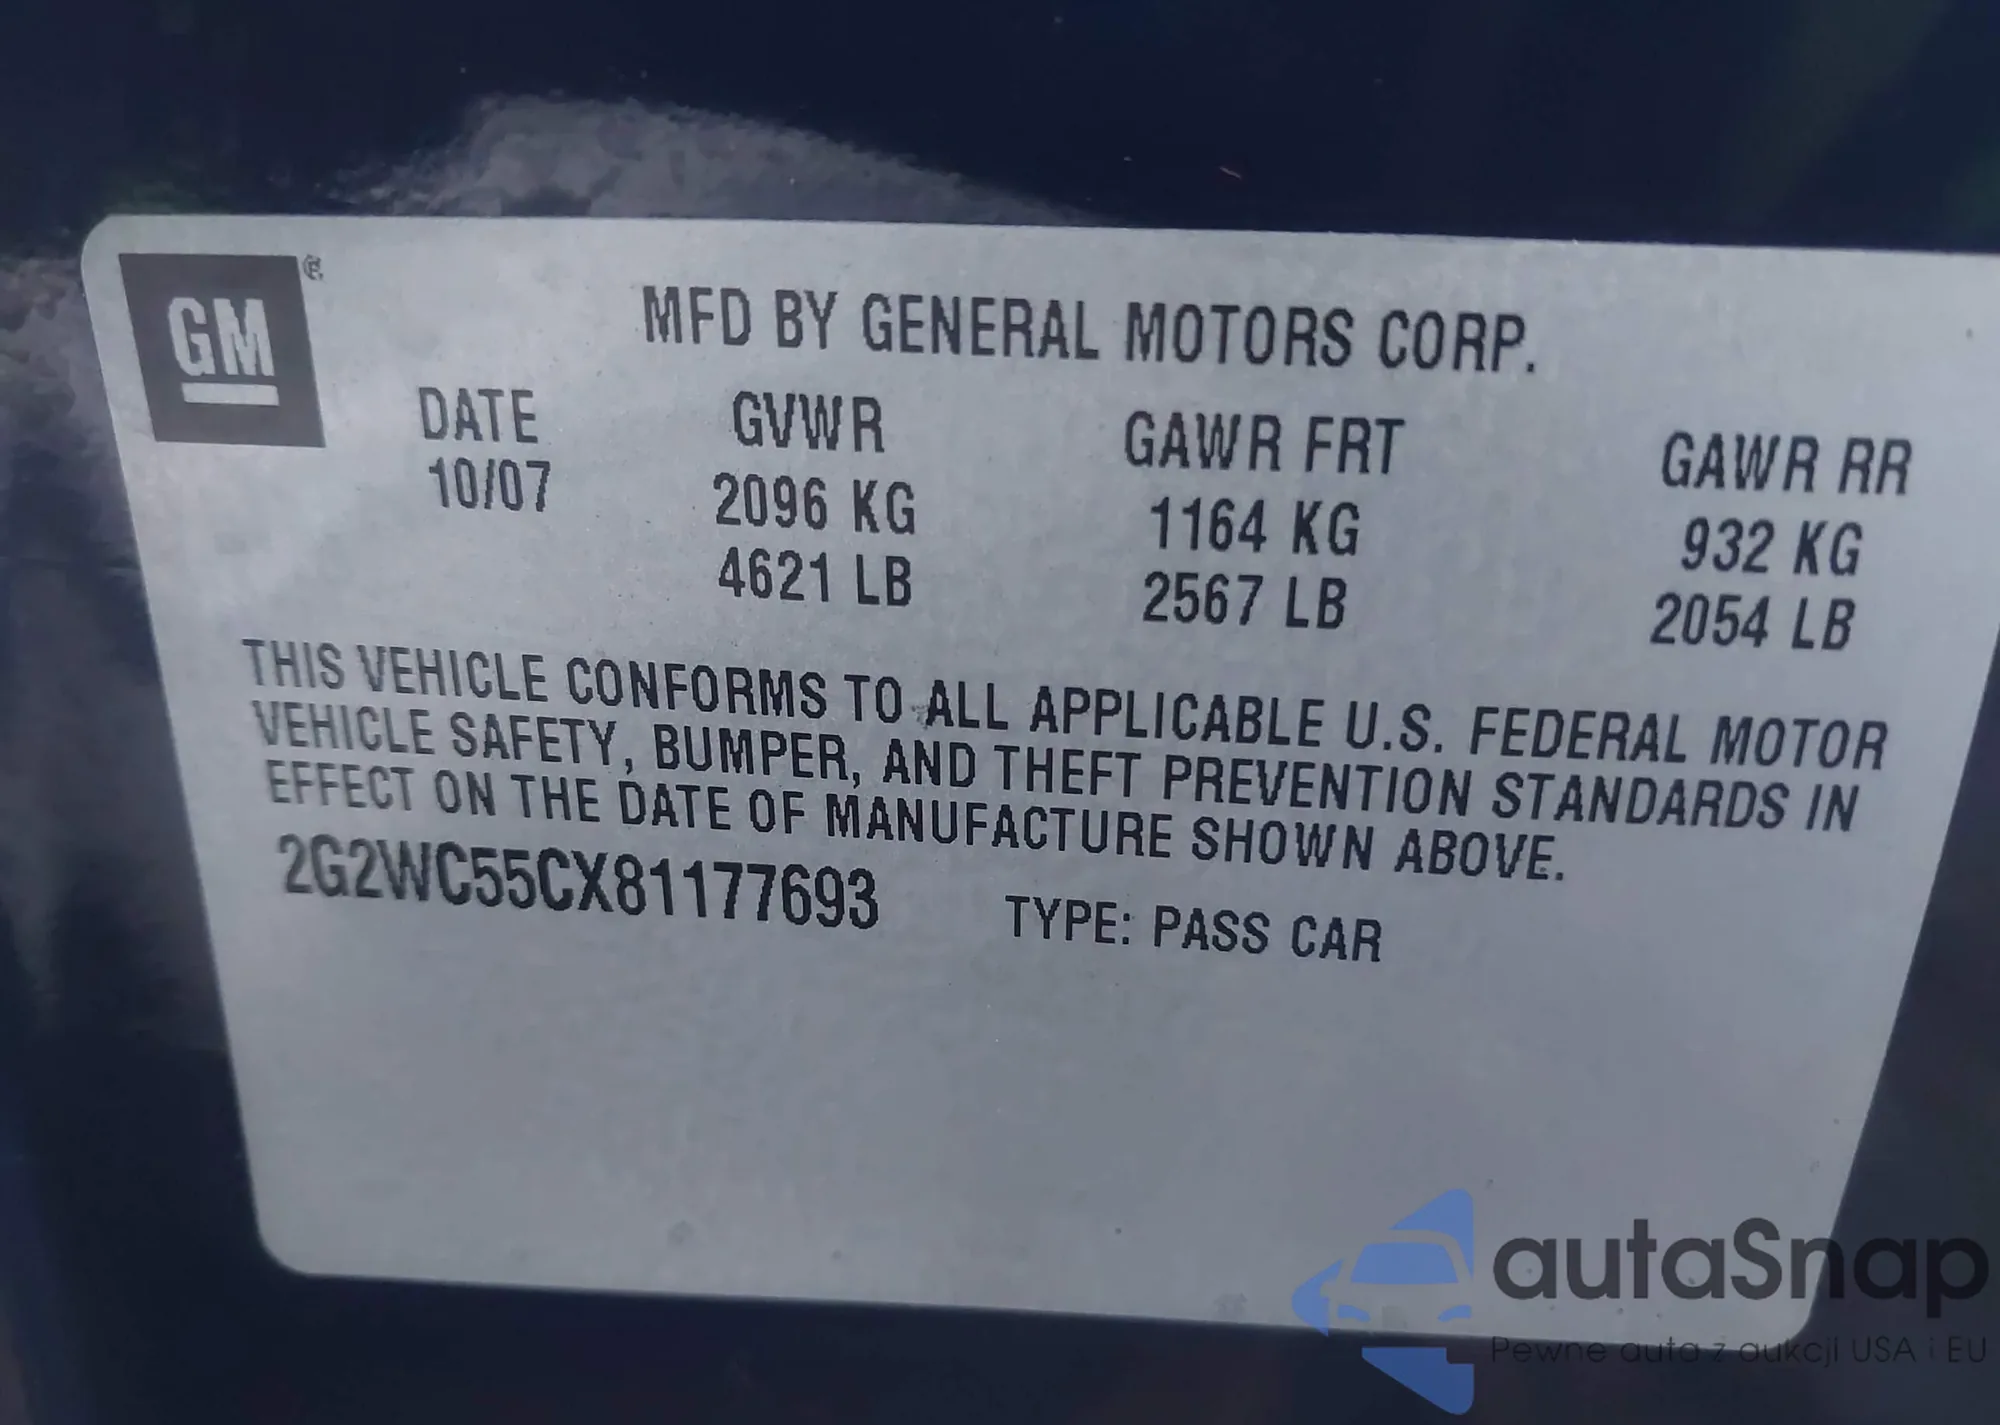 GM
MFD BY GENERAL MOTORS CORP.
DATE GVWR GAWR FRT GAWR RR
10/07 2096 KG 1164 KG 932 KG
4621 LB 2567 LB 2054 LB
THIS VEHICLE CONFORMS TO ALL APPLICABLE U.S. FEDERAL MOTOR
VEHICLE SAFETY, BUMPER, AND THEFT PREVENTION STANDARDS IN
EFFECT ON THE DATE OF MANUFACTURE SHOWN ABOVE.
2G2WC55CX81177693 TYPE: PASS CAR
autaSnap
Pewne auta z aukcji USA i EU